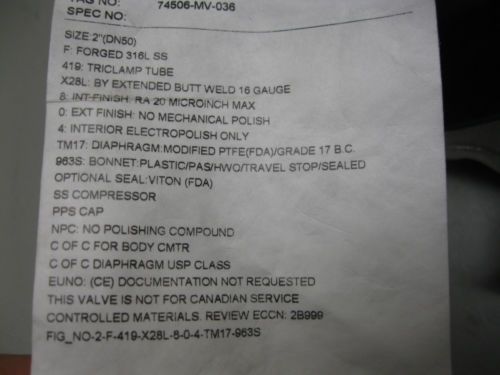 TAG NO: 74506-MV-036
SPEC NO:
SIZE:2"(DN50)
F: FORGED 316L SS
419: TRICLAMP TUBE
X28L: BY EXTENDED BUTT WELD 16 GAUGE
8: INT FINISH: RA 20 MICROINCH MAX
0: EXT FINISH: NO MECHANICAL POLISH
4: INTERIOR ELECTROPOLISH ONLY
TM17: DIAPHRAGM:MODIFIED PTFE(FDA)/GRADE 17 B.C.
963S: BONNET:PLASTIC/PAS/HWO/TRAVEL STOP/SEALED
OPTIONAL SEAL:VITON (FDA)
SS COMPRESSOR
PPS CAP
NPC: NO POLISHING COMPOUND
C OF C FOR BODY CMTR
C OF C DIAPHRAGM USP CLASS
EUNO: (CE) DOCUMENTATION NOT REQUESTED
THIS VALVE IS NOT FOR CANADIAN SERVICE
CONTROLLED MATERIALS. REVIEW ECCN: 2B999
FIG_NO-2-F-419-X28L-8-0-4-TM17-963S